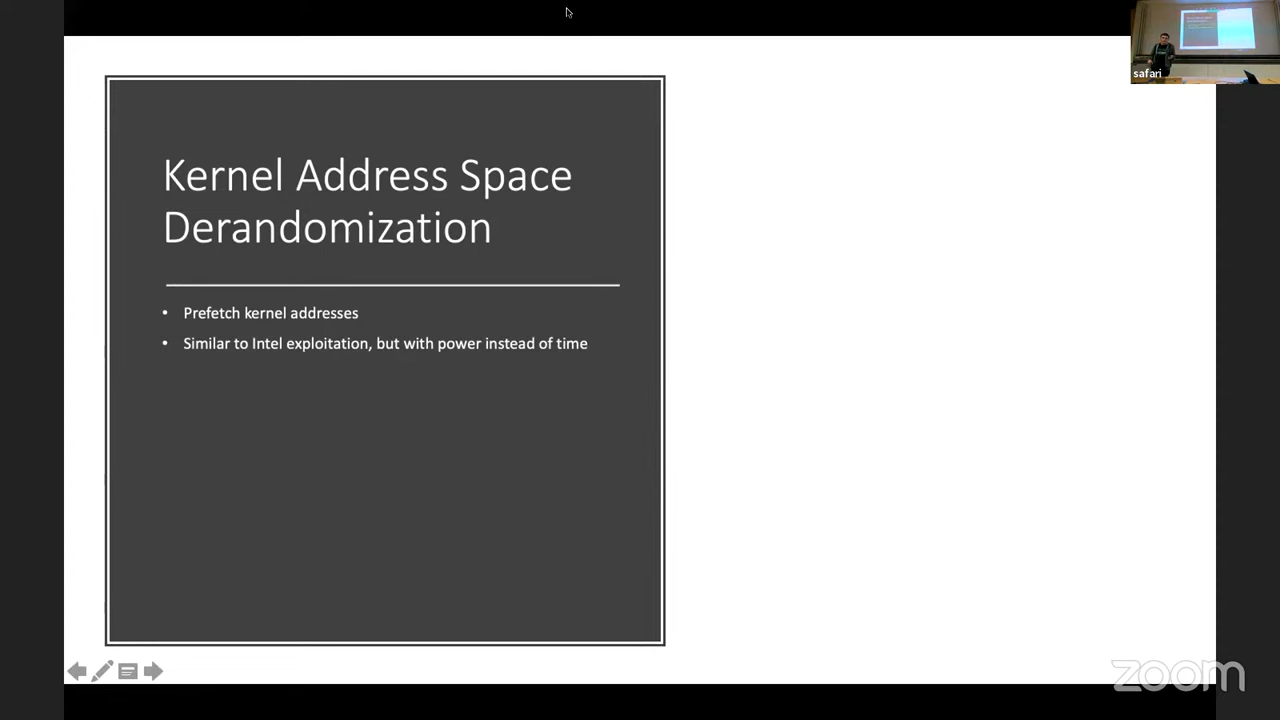 safari
Kernel Address Space
Derandomization
• Prefetch kernel addresses
• Similar to Intel exploitation, but with power instead of time
zoom